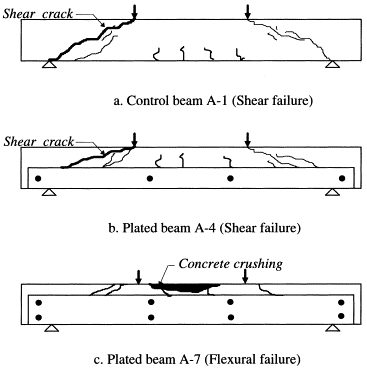 Shear crack
a. Control beam A-1 (Shear failure)
Shear crack
b. Plated beam A-4 (Shear failure)
Concrete crushing
c. Plated beam A-7 (Flexural failure)